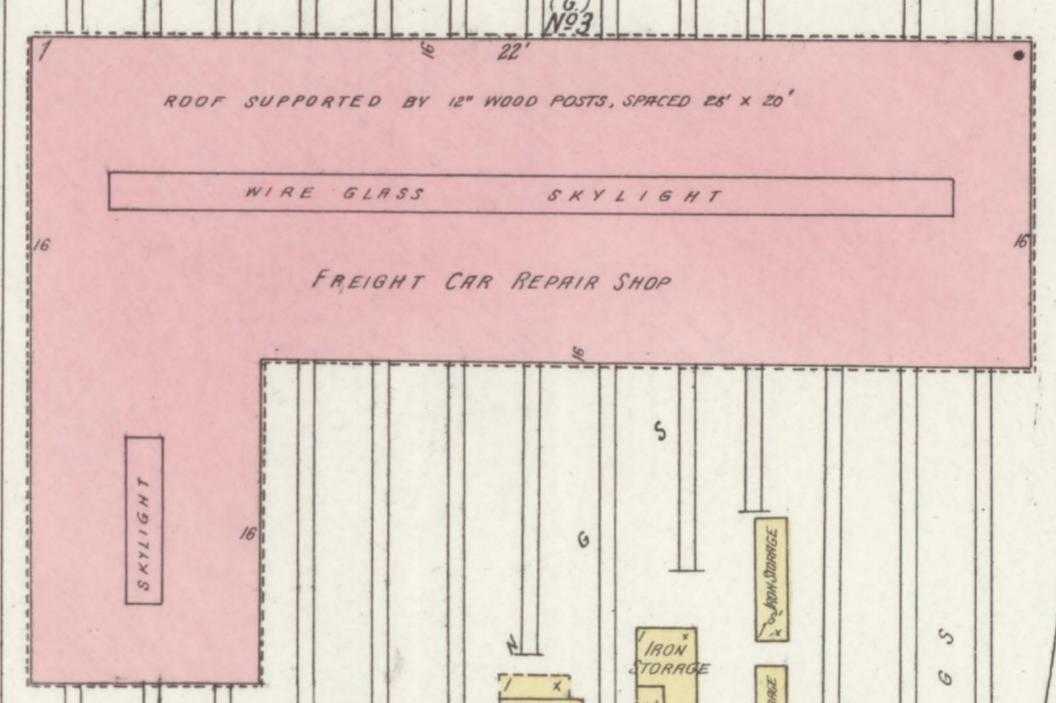 (G.)
Nº3
1
16
22'
ROOF SUPPORTED BY 12" WOOD POSTS, SPACED 28' X 20'
WIRE GLASS SKYLIGHT
16
16
FREIGHT CAR REPAIR SHOP
16
S
SKYLIGHT
16
G
IRON STORAGE
x
N
1
x
IRON
STORAGE
S
G
1
x